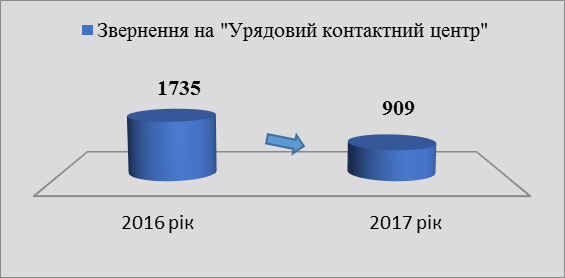 Звернення на "Урядовий контактний центр"
1735
909
2016 рік
2017 рік